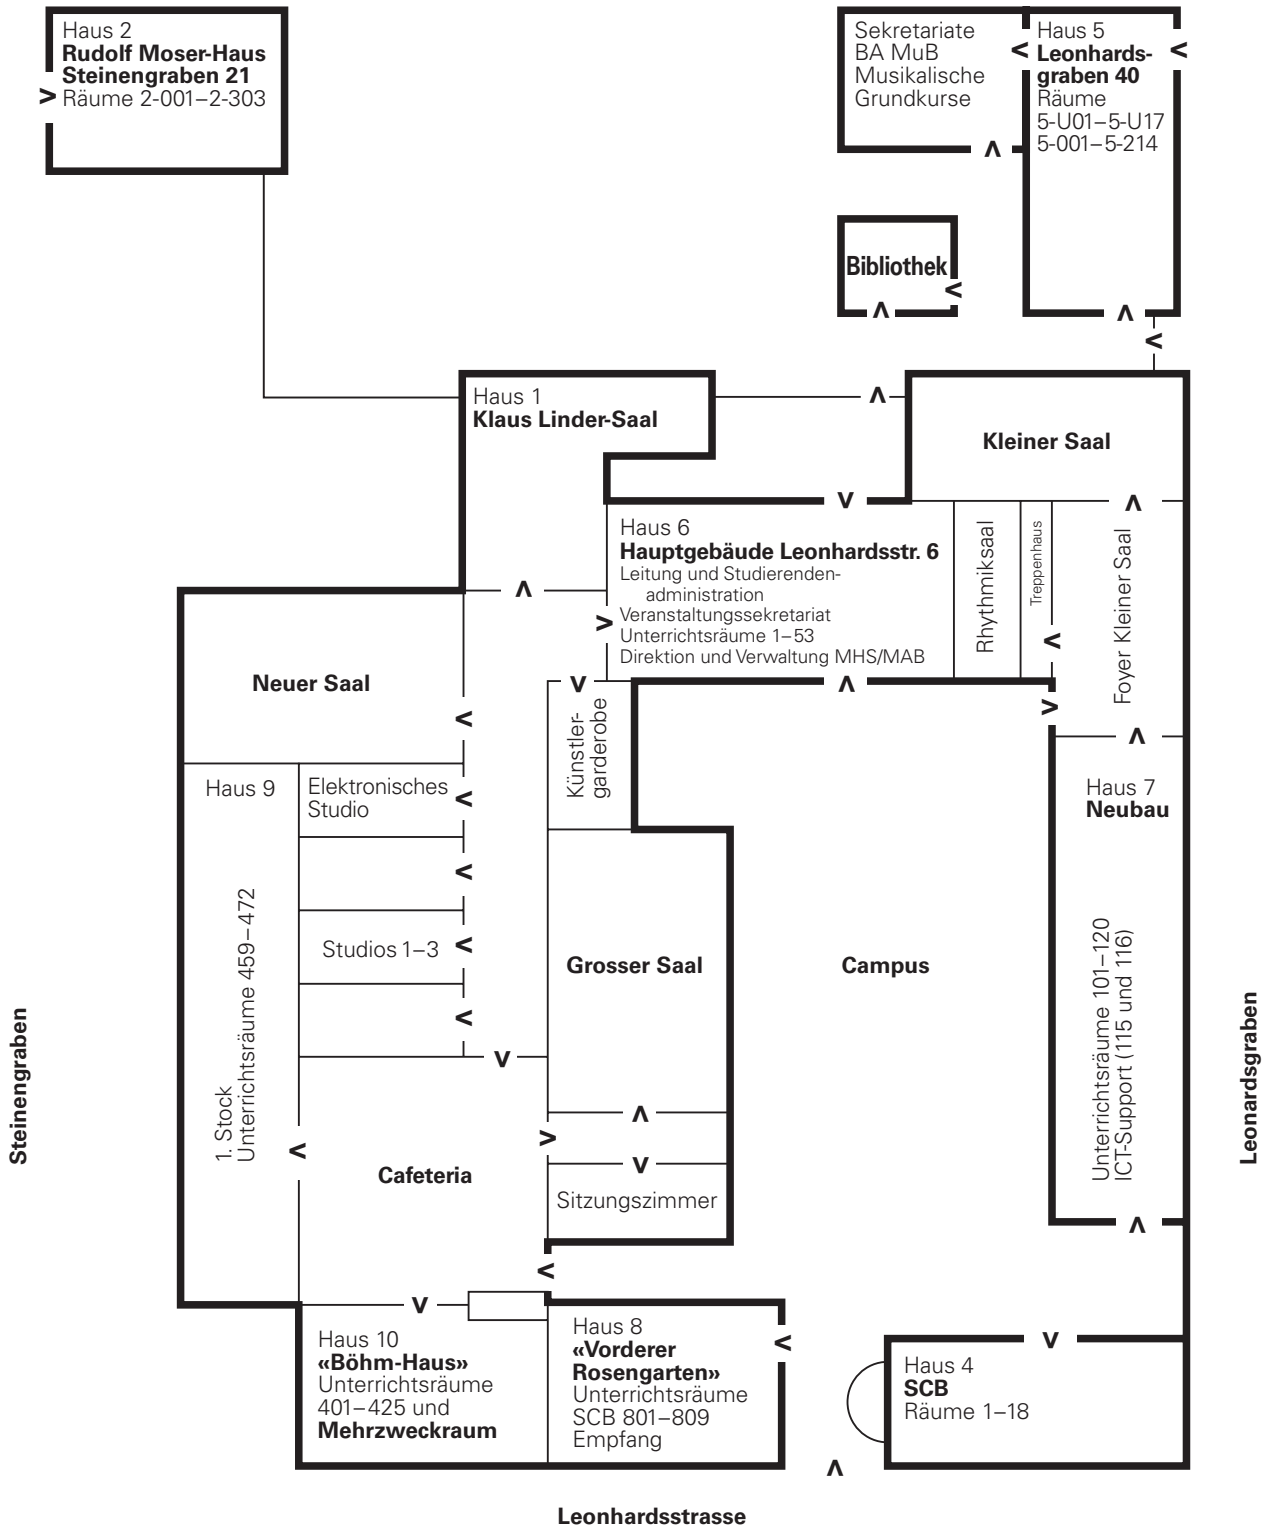 Haus 2
Rudolf Moser-Haus
Steinengraben 21
Räume 2-001–2-303
Sekretariate
BA MuB
Musikalische
Grundkurse
Haus 5
Leonhards-
graben 40
Räume
5-U01–5-U17
5-001–5-214
Bibliothek
Haus 1
Klaus Linder-Saal
Kleiner Saal
Haus 6
Hauptgebäude Leonhardsstr. 6
Leitung und Studierenden-
administration
Veranstaltungssekretariat
Unterrichtsräume 1–53
Direktion und Verwaltung MHS/MAB
Rhythmiksaal
Treppenhaus
Foyer Kleiner Saal
Neuer Saal
Künstler-
garderobe
Haus 9
Elektronisches
Studio
Haus 7
Neubau
1. Stock
Unterrichtsräume 459–472
Studios 1–3
Grosser Saal
Campus
Unterrichtsräume 101–120
ICT-Support (115 und 116)
Steinengraben
Leonardsgraben
Cafeteria
Sitzungszimmer
Haus 10
«Böhm-Haus»
Unterrichtsräume
401–425 und
Mehrzweckraum
Haus 8
«Vorderer
Rosengarten»
Unterrichtsräume
SCB 801–809
Empfang
Haus 4
SCB
Räume 1–18
Leonhardsstrasse